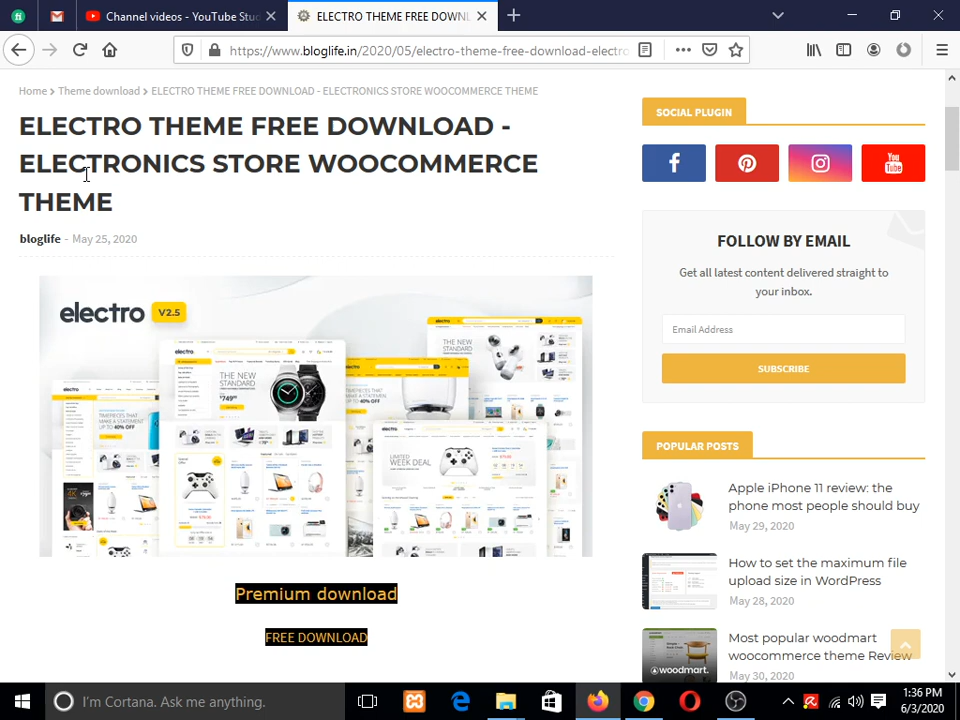 Channel videos - YouTube Stu
ELECTRO THEME FREE DOWNL
https://www.bloglife.in/2020/05/electro-theme-free-download-electro
Home > Theme download > ELECTRO THEME FREE DOWNLOAD - ELECTRONICS STORE WOOCOMMERCE THEME
ELECTRO THEME FREE DOWNLOAD -
ELECTRONICS STORE WOOCOMMERCE
THEME
bloglife - May 25, 2020
electro V2.5
THE NEW
STANDARD
THE NEW
STANDARD
LIMITED
WEEK DEAL
Premium download
FREE DOWNLOAD
SOCIAL PLUGIN
You
Tube
FOLLOW BY EMAIL
Get all latest content delivered straight to
your inbox.
Email Address
SUBSCRIBE
POPULAR POSTS
Apple iPhone 11 review: the
phone most people should buy
May 29, 2020
How to set the maximum file
upload size in WordPress
May 28, 2020
woodmart.
Most popular woodmart
woocommerce theme Review
May 30, 2020
I'm Cortana. Ask me anything.
1:36 PM
6/3/2020